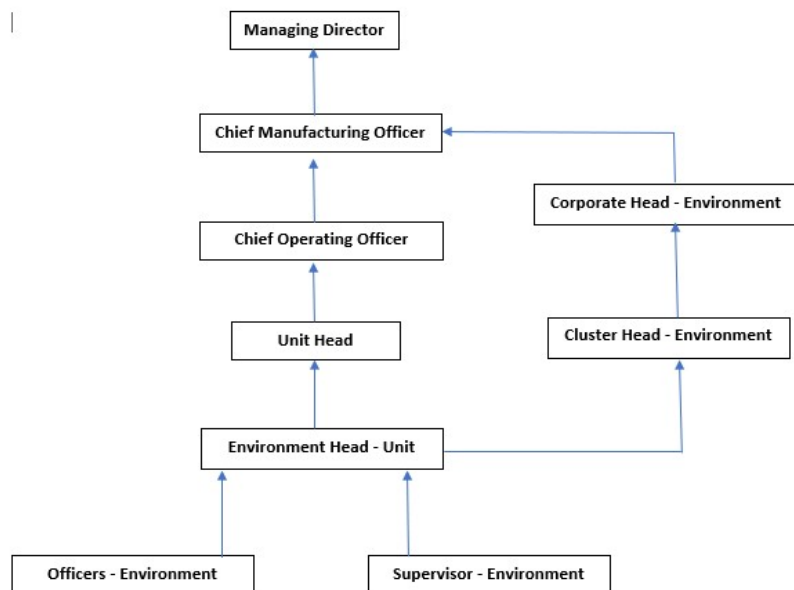 Managing Director
Chief Manufacturing Officer
Corporate Head - Environment
Chief Operating Officer
Cluster Head - Environment
Unit Head
Environment Head - Unit
Officers - Environment
Supervisor - Environment